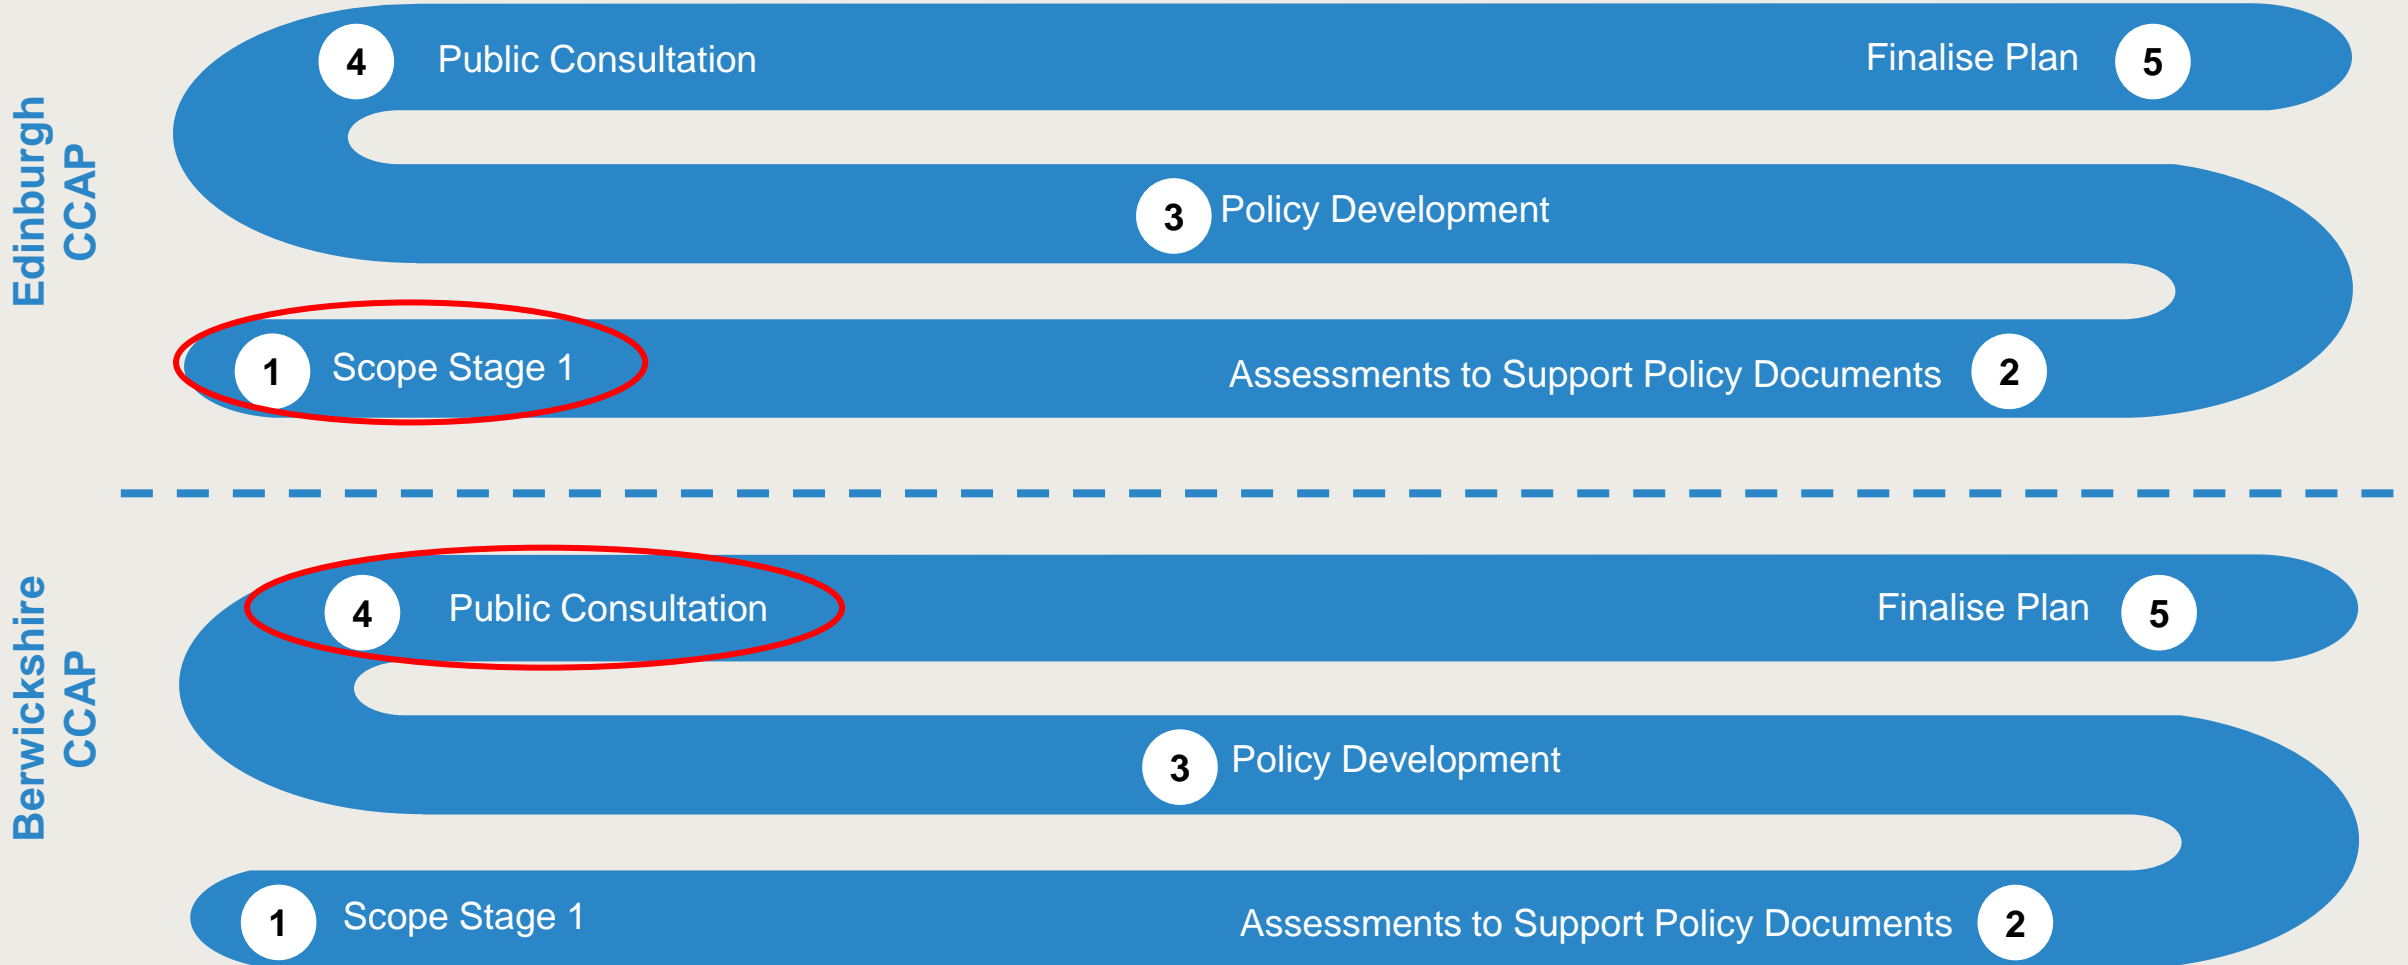 Edinburgh
CCAP
4 Public Consultation
Finalise Plan 5
3 Policy Development
1 Scope Stage 1
Assessments to Support Policy Documents 2
Berwickshire
CCAP
4 Public Consultation
Finalise Plan 5
3 Policy Development
1 Scope Stage 1
Assessments to Support Policy Documents 2